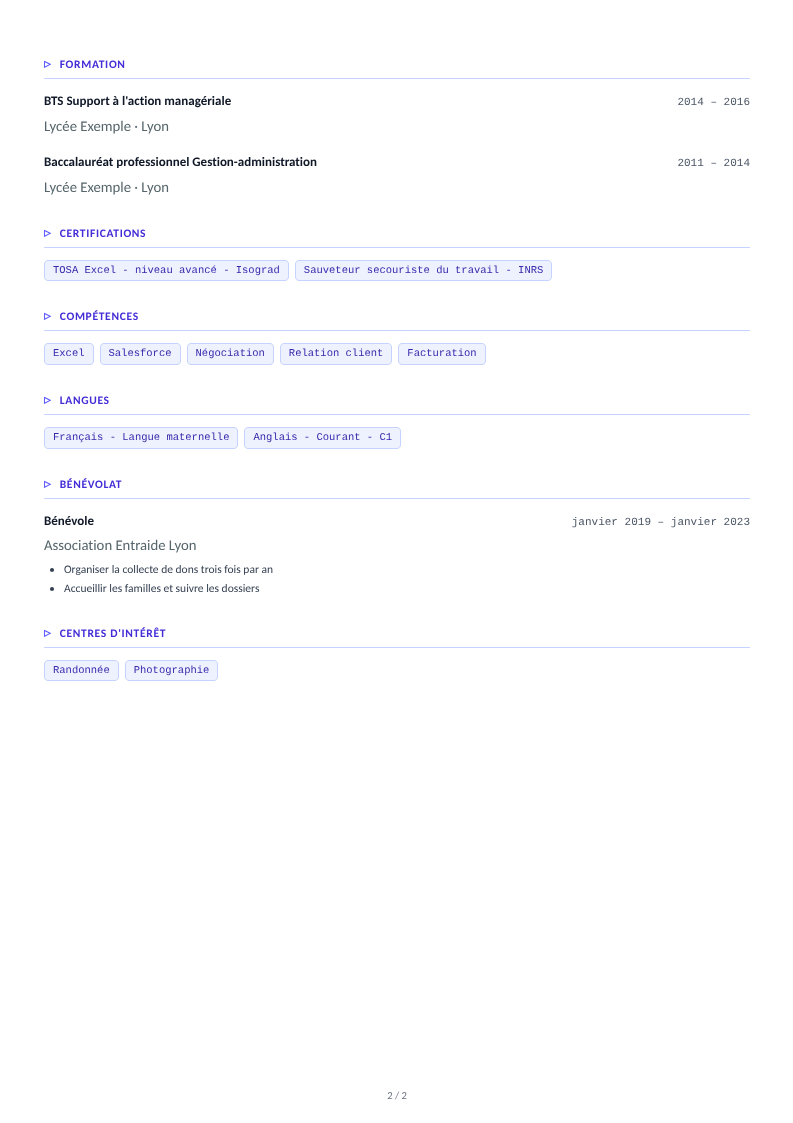 ▷ FORMATION
BTS Support à l'action managériale 2014 – 2016
Lycée Exemple · Lyon
Baccalauréat professionnel Gestion-administration 2011 – 2014
Lycée Exemple · Lyon
▷ CERTIFICATIONS
TOSA Excel - niveau avancé - Isograd Sauveteur secouriste du travail - INRS
▷ COMPÉTENCES
Excel Salesforce Négociation Relation client Facturation
▷ LANGUES
Français - Langue maternelle Anglais - Courant - C1
▷ BÉNÉVOLAT
Bénévole janvier 2019 – janvier 2023
Association Entraide Lyon
• Organiser la collecte de dons trois fois par an
• Accueillir les familles et suivre les dossiers
▷ CENTRES D'INTÉRÊT
Randonnée Photographie
2 / 2